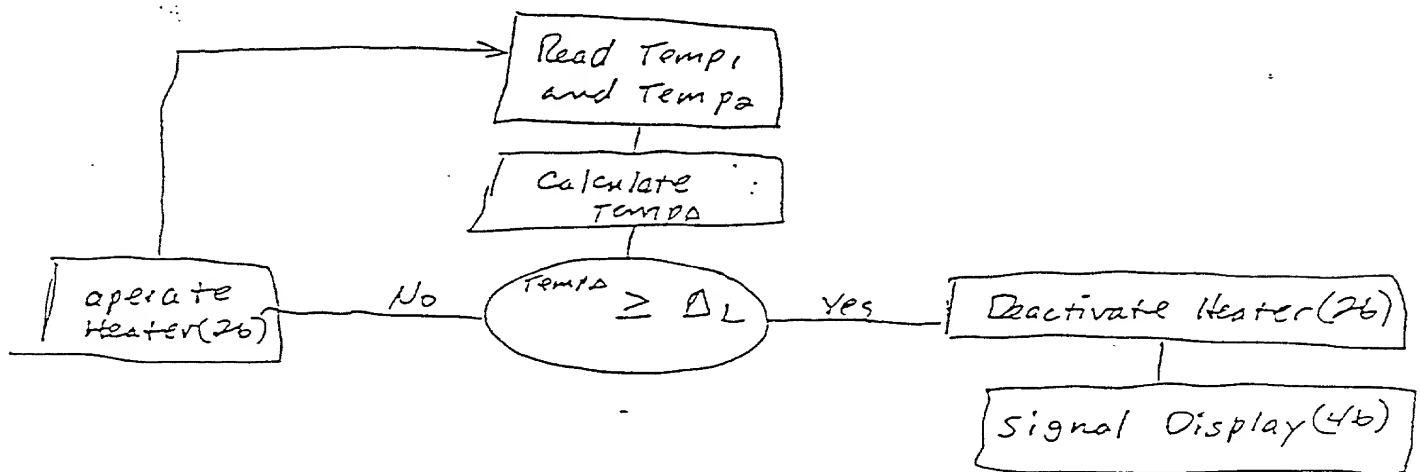 Read Temp1
and Temp2
Calculate
TempΔ
TempΔ
≥ ΔL
No
Yes
operate
Heater(26)
Deactivate Heater(26)
Signal Display(46)